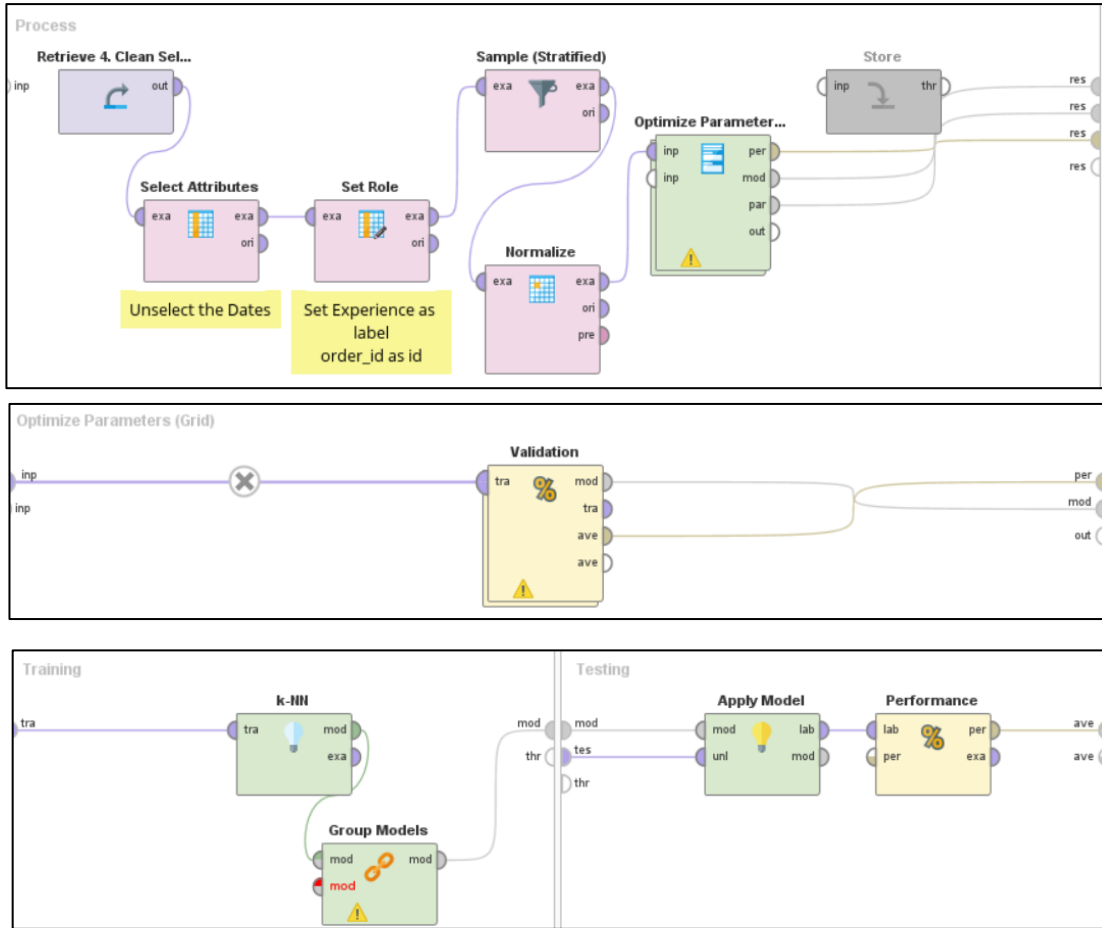 Process
Retrieve 4. Clean Sel...
inp
out
Sample (Stratified)
exa
exa
ori
Store
inp
thr
res
res
res
res
Optimize Parameter...
inp
per
inp
mod
par
out
Select Attributes
exa
exa
ori
Set Role
exa
exa
ori
Normalize
exa
exa
ori
pre
Unselect the Dates
Set Experience as
label
order_id as id
Optimize Parameters (Grid)
inp
inp
Validation
tra
mod
tra
ave
ave
per
mod
out
Training
tra
k-NN
tra
mod
exa
mod
thr
Group Models
mod
mod
mod
Testing
mod
tes
thr
Apply Model
mod
lab
unl
mod
Performance
lab
per
per
exa
ave
ave